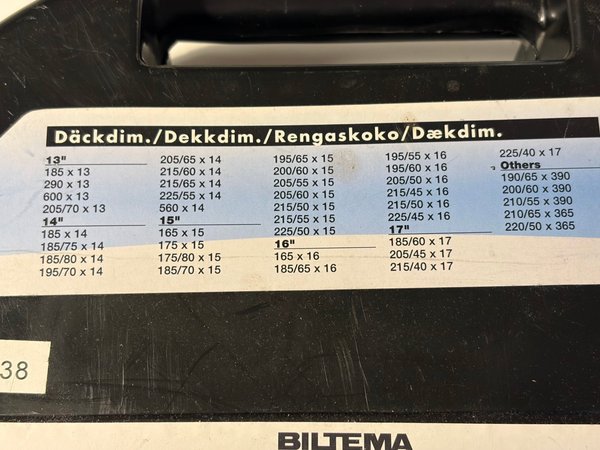 Däckdim./Dekkdim./Rengaskoko/Dækdim.
13"
185 x 13
290 x 13
600 x 13
205/70 x 13
14"
185 x 14
185/75 x 14
185/80 x 14
195/70 x 14
205/65 x 14
215/60 x 14
215/65 x 14
225/55 x 14
560 x 14
15"
165 x 15
175 x 15
175/80 x 15
185/70 x 15
195/65 x 15
200/60 x 15
195/55 x 15
205/60 x 15
205/55 x 15
215/50 x 15
215/55 x 15
225/50 x 15
16"
165 x 16
185/65 x 16
195/55 x 16
205/55 x 16
205/50 x 16
215/45 x 16
215/55 x 16
225/45 x 16
17"
185/60 x 17
205/45 x 17
215/40 x 17
225/40 x 17
Others
190/65 x 390
200/60 x 390
210/55 x 390
210/65 x 365
220/50 x 365
38
BILTEMA